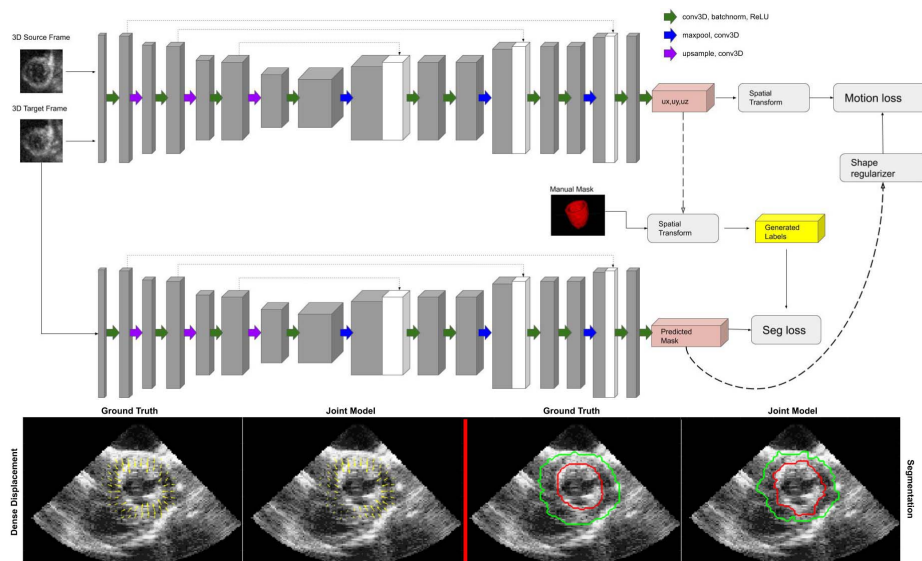 conv3D, batchnorm, ReLU
maxpool, conv3D
upsample, conv3D
3D Source Frame
3D Target Frame
ux,uy,uz
Spatial
Transform
Motion loss
Shape
regularizer
Manual Mask
Spatial
Transform
Generated
Labels
Predicted
Mask
Seg loss
Ground Truth
Joint Model
Ground Truth
Joint Model
Dense Displacement
Segmentation